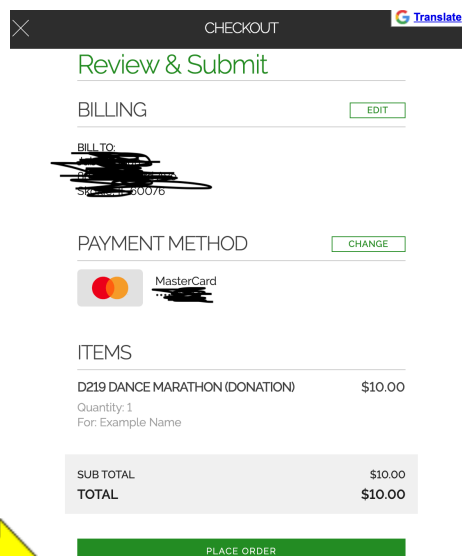 CHECKOUT
Translate
Review & Submit
BILLING
EDIT
BILL TO:
60076
PAYMENT METHOD
CHANGE
MasterCard
ITEMS
D219 DANCE MARATHON (DONATION) $10.00
Quantity: 1
For: Example Name
SUB TOTAL $10.00
TOTAL $10.00
PLACE ORDER